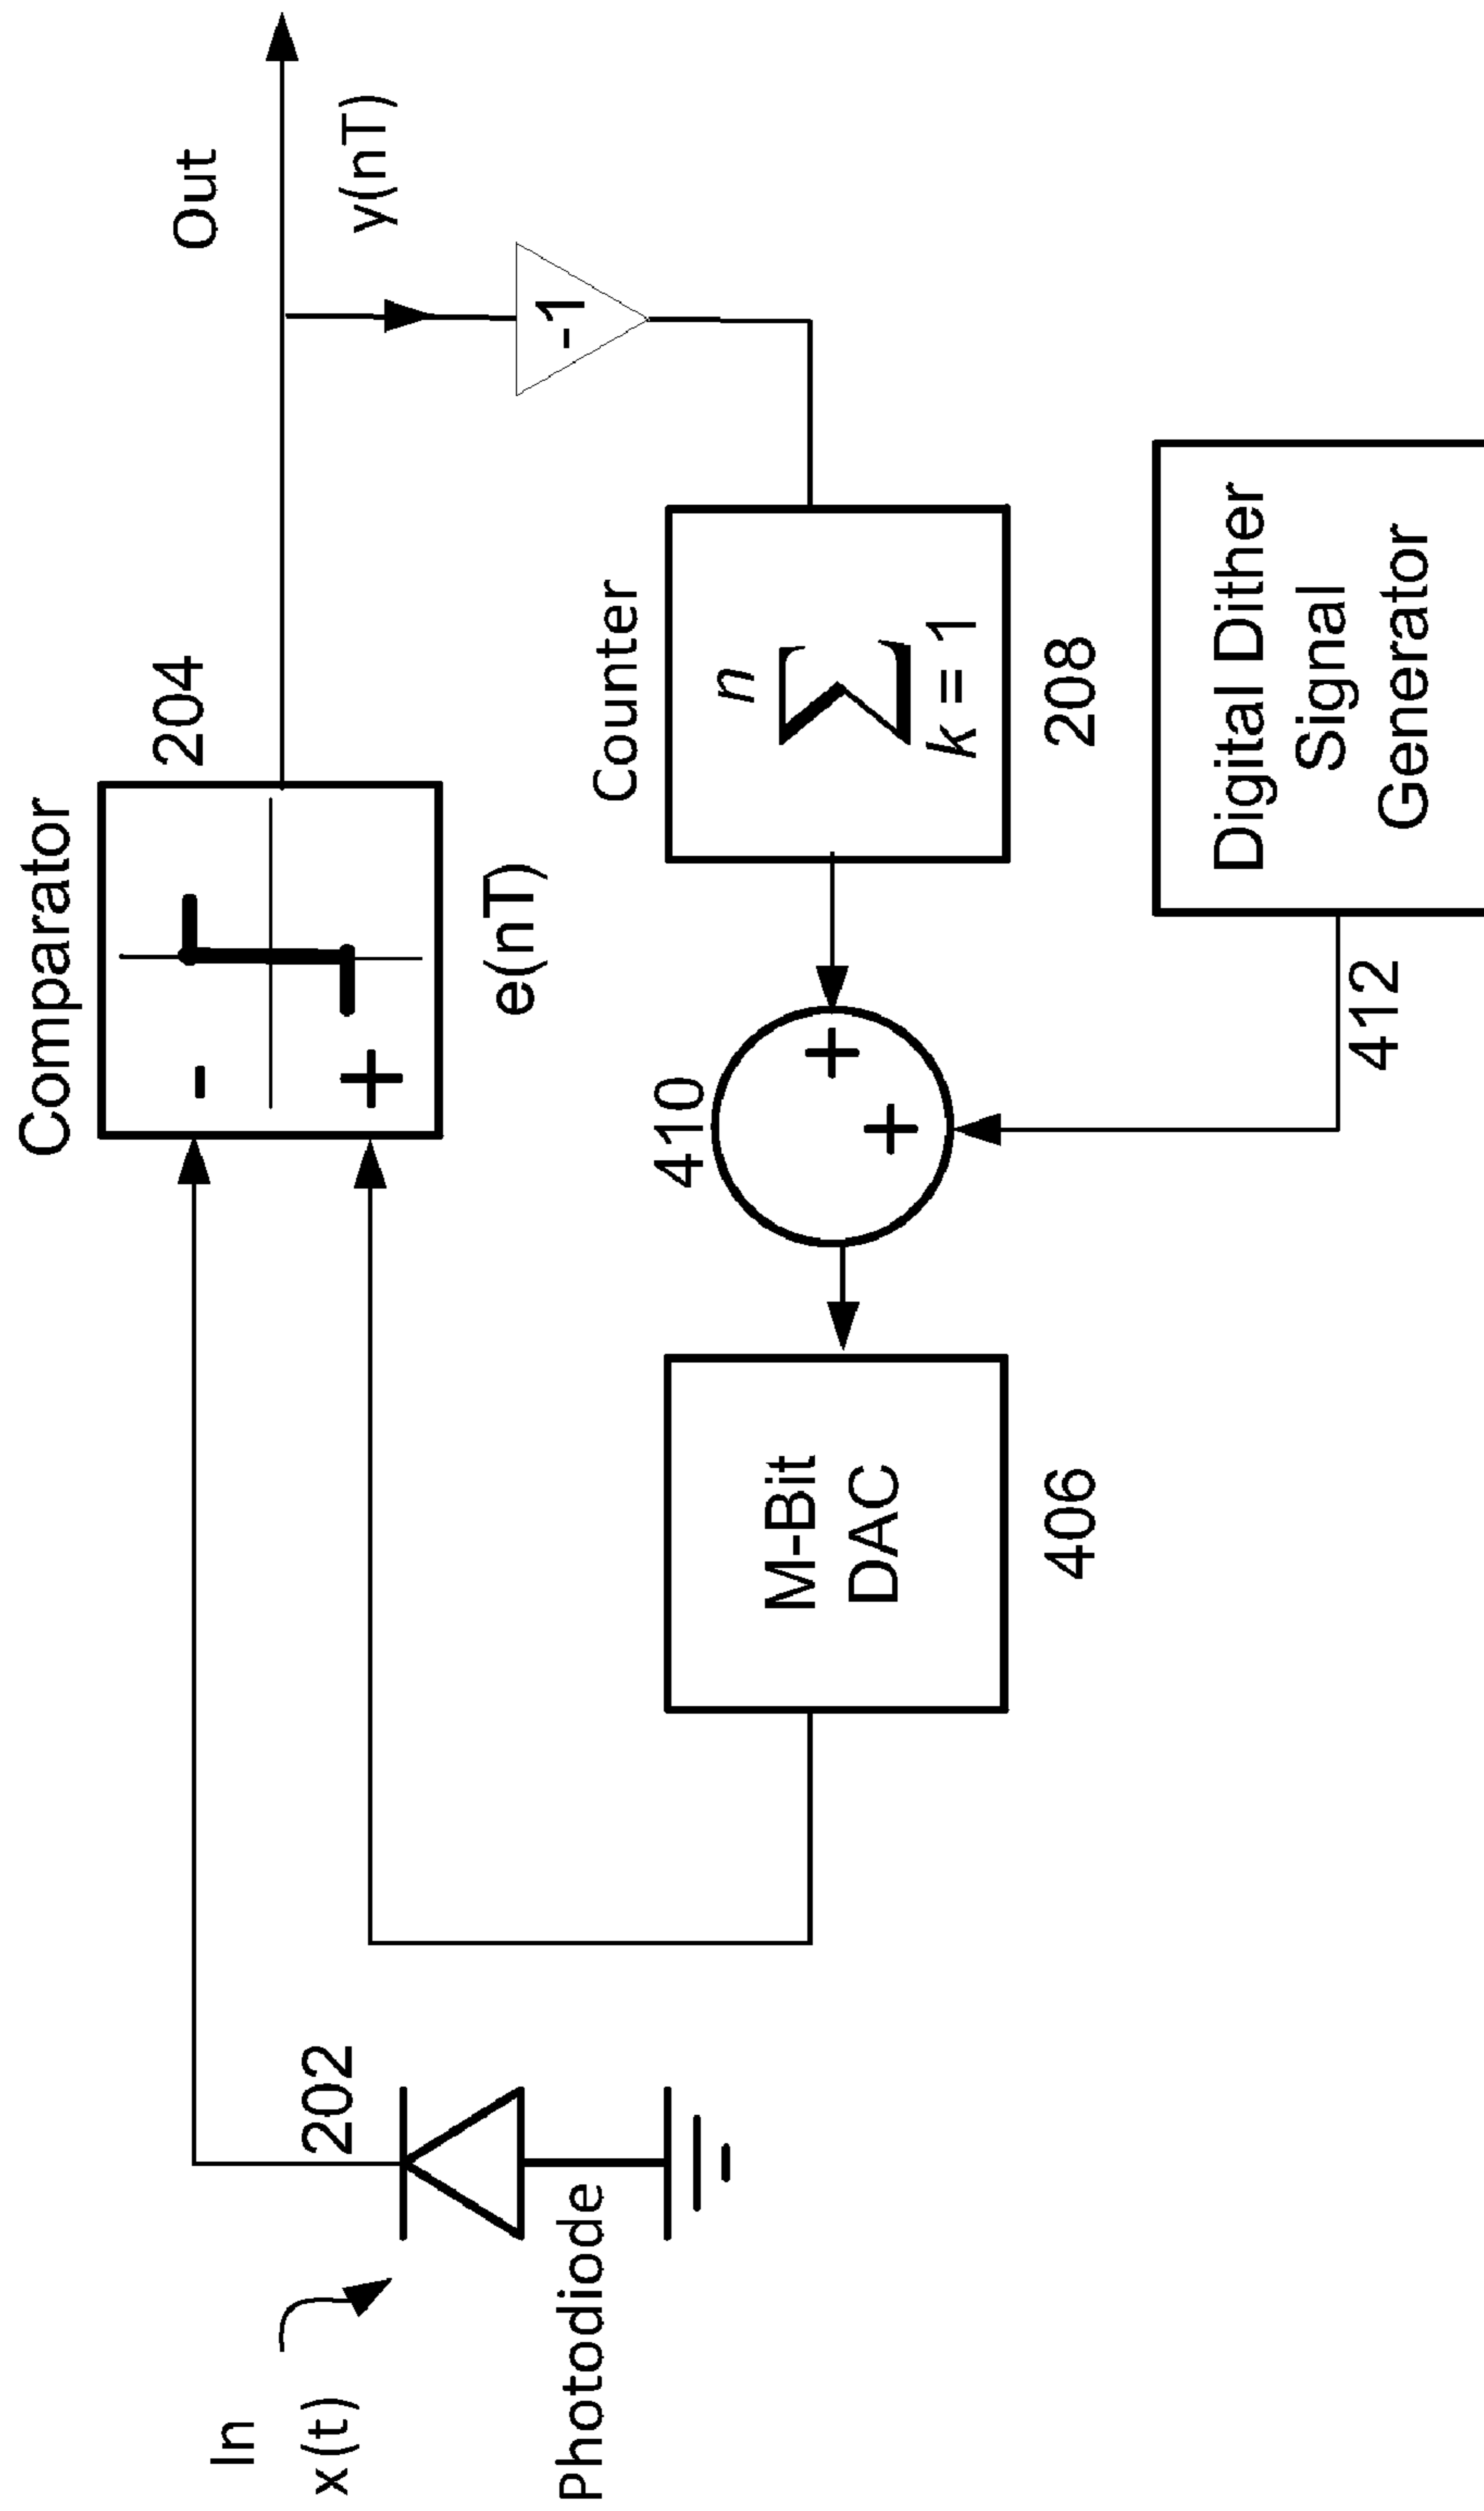 Comparator
204
-
+
e(nT)
Out
y(nT)
-1
In
x(t)
202
Photodiode
Counter
n
∑
k = 1
208
410
+
+
M-Bit
DAC
406
412
Digital Dither
Signal
Generator